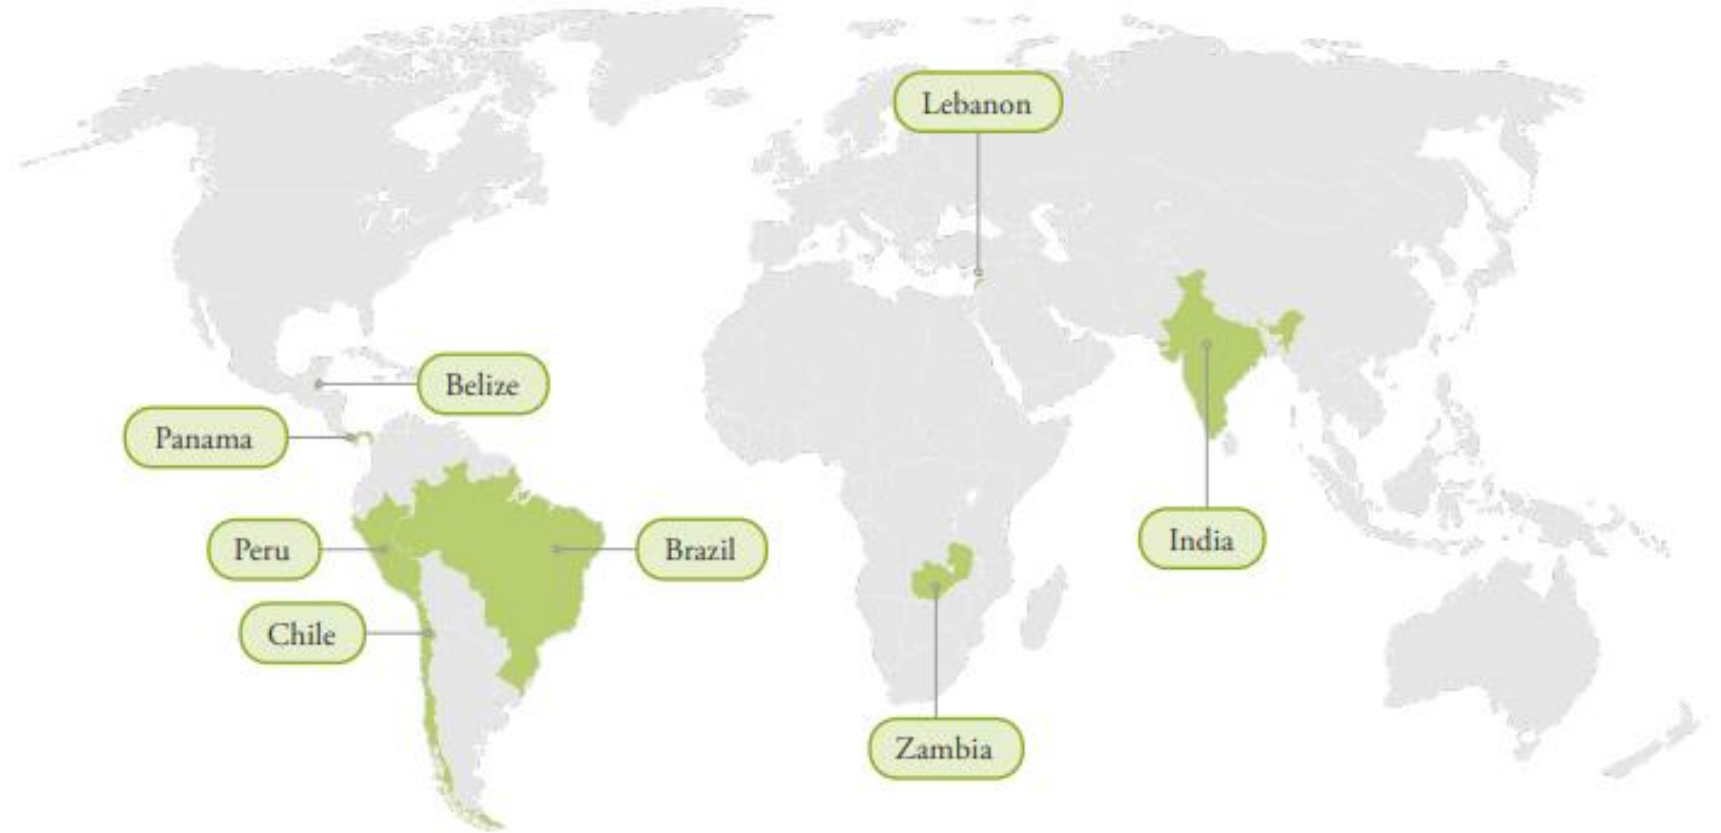 Lebanon
Belize
Panama
Peru
Brazil
India
Chile
Zambia